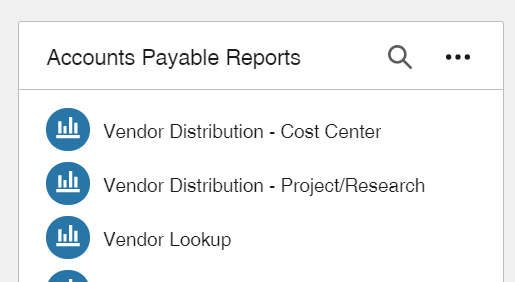 Accounts Payable Reports
Vendor Distribution - Cost Center
Vendor Distribution - Project/Research
Vendor Lookup